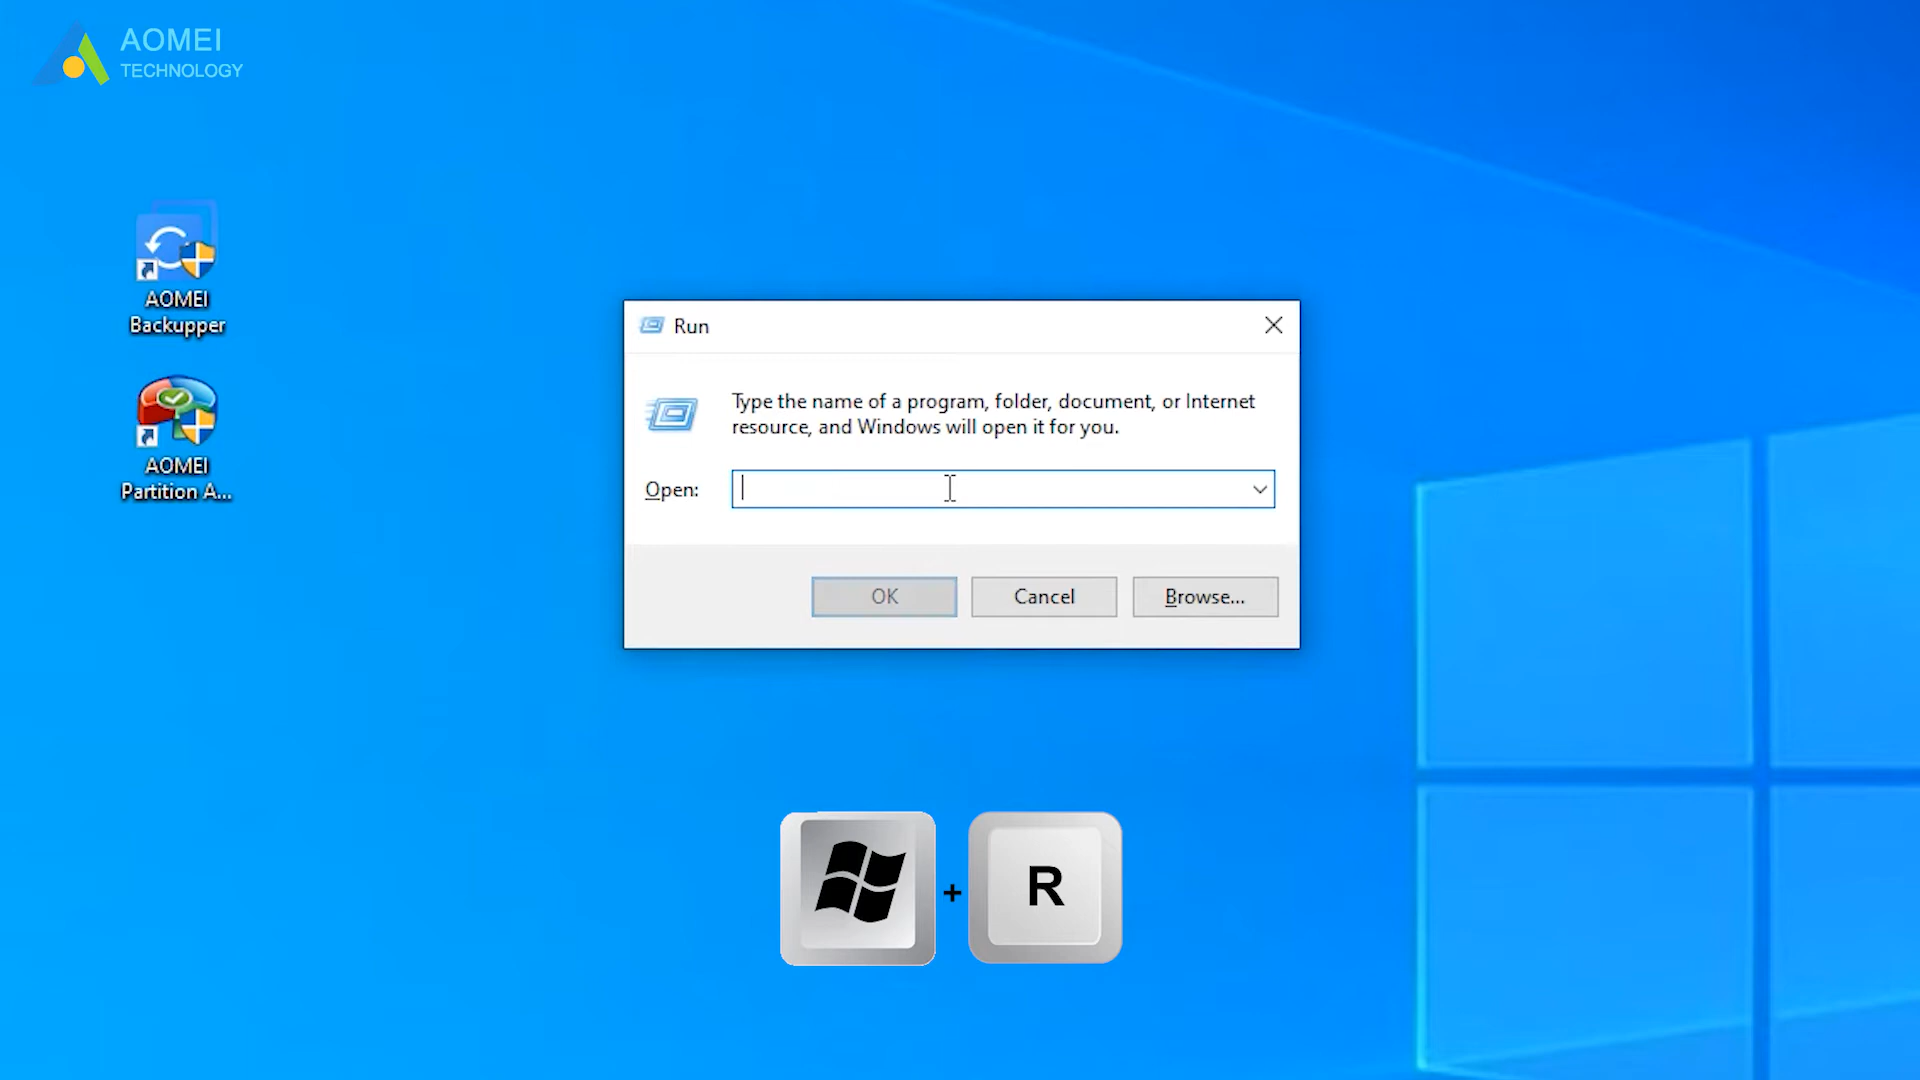 AOMEI
TECHNOLOGY
AOMEI
Backupper
AOMEI
Partition A...
Run
Type the name of a program, folder, document, or Internet
resource, and Windows will open it for you.
Open:
OK
Cancel
Browse...
+
R